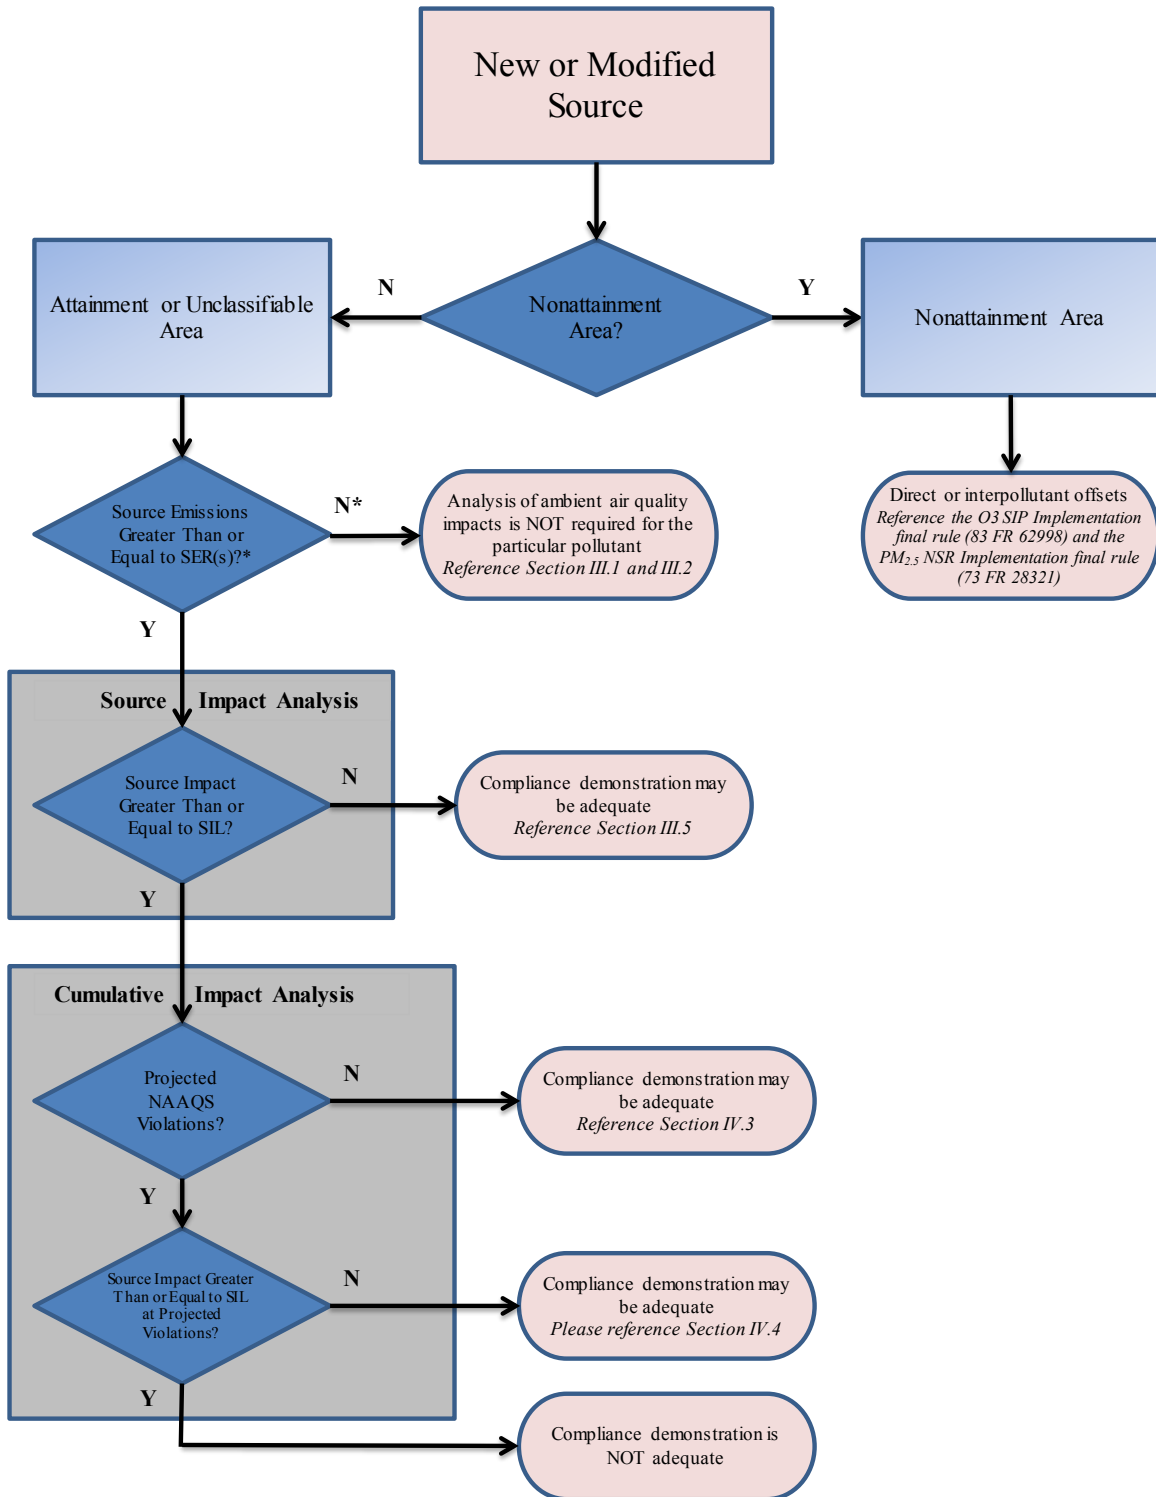 New or Modified
Source
N
Y
Attainment or Unclassifiable
Area
Nonattainment
Area?
Nonattainment Area
Source Emissions
Greater Than or
Equal to SER(s)?*
N*
Analysis of ambient air quality
impacts is NOT required for the
particular pollutant
Reference Section III.1 and III.2
Direct or interpollutant offsets
Reference the O3 SIP Implementation
final rule (83 FR 62998) and the
PM2.5 NSR Implementation final rule
(73 FR 28321)
Y
Source Impact Analysis
Source Impact
Greater Than or
Equal to SIL?
N
Compliance demonstration may
be adequate
Reference Section III.5
Y
Cumulative Impact Analysis
Projected
NAAQS
Violations?
N
Compliance demonstration may
be adequate
Reference Section IV.3
Y
Source Impact Greater
Than or Equal to SIL
at Projected
Violations?
N
Compliance demonstration may
be adequate
Please reference Section IV.4
Y
Compliance demonstration is
NOT adequate